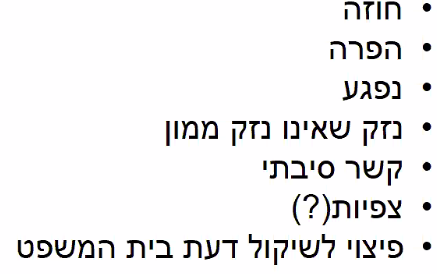 • חוזה
• הפרה
• נפגע
• נזק שאינו נזק ממון
• קשר סיבתי
• צפיות(?)
• פיצוי לשיקול דעת בית המשפט